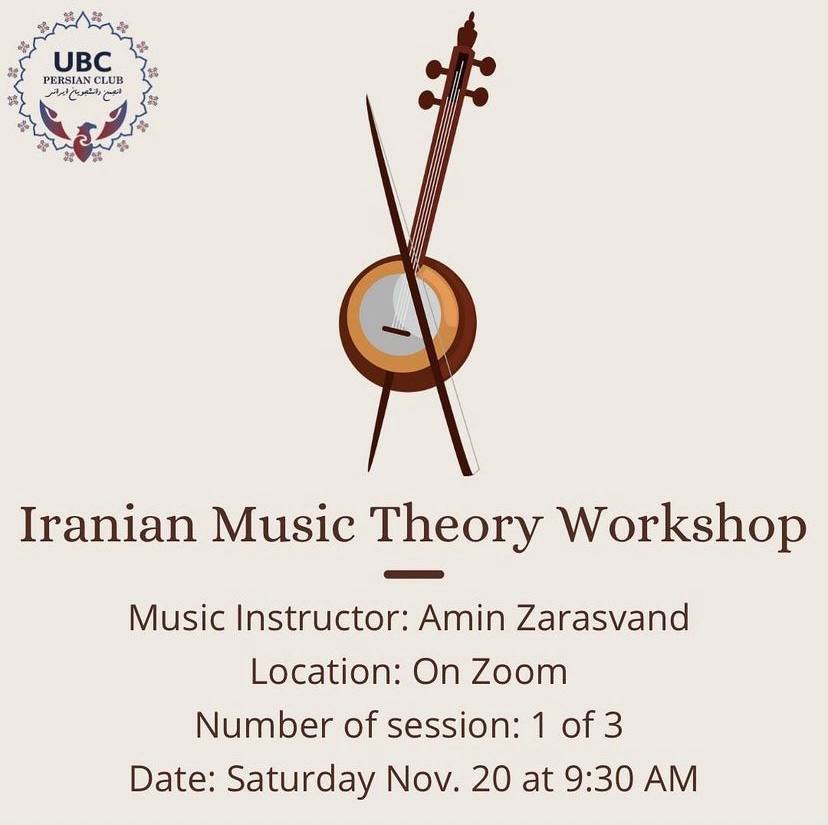 UBC
PERSIAN CLUB
انجمن دانشجویان ایرانی
Iranian Music Theory Workshop
Music Instructor: Amin Zarasvand
Location: On Zoom
Number of session: 1 of 3
Date: Saturday Nov. 20 at 9:30 AM